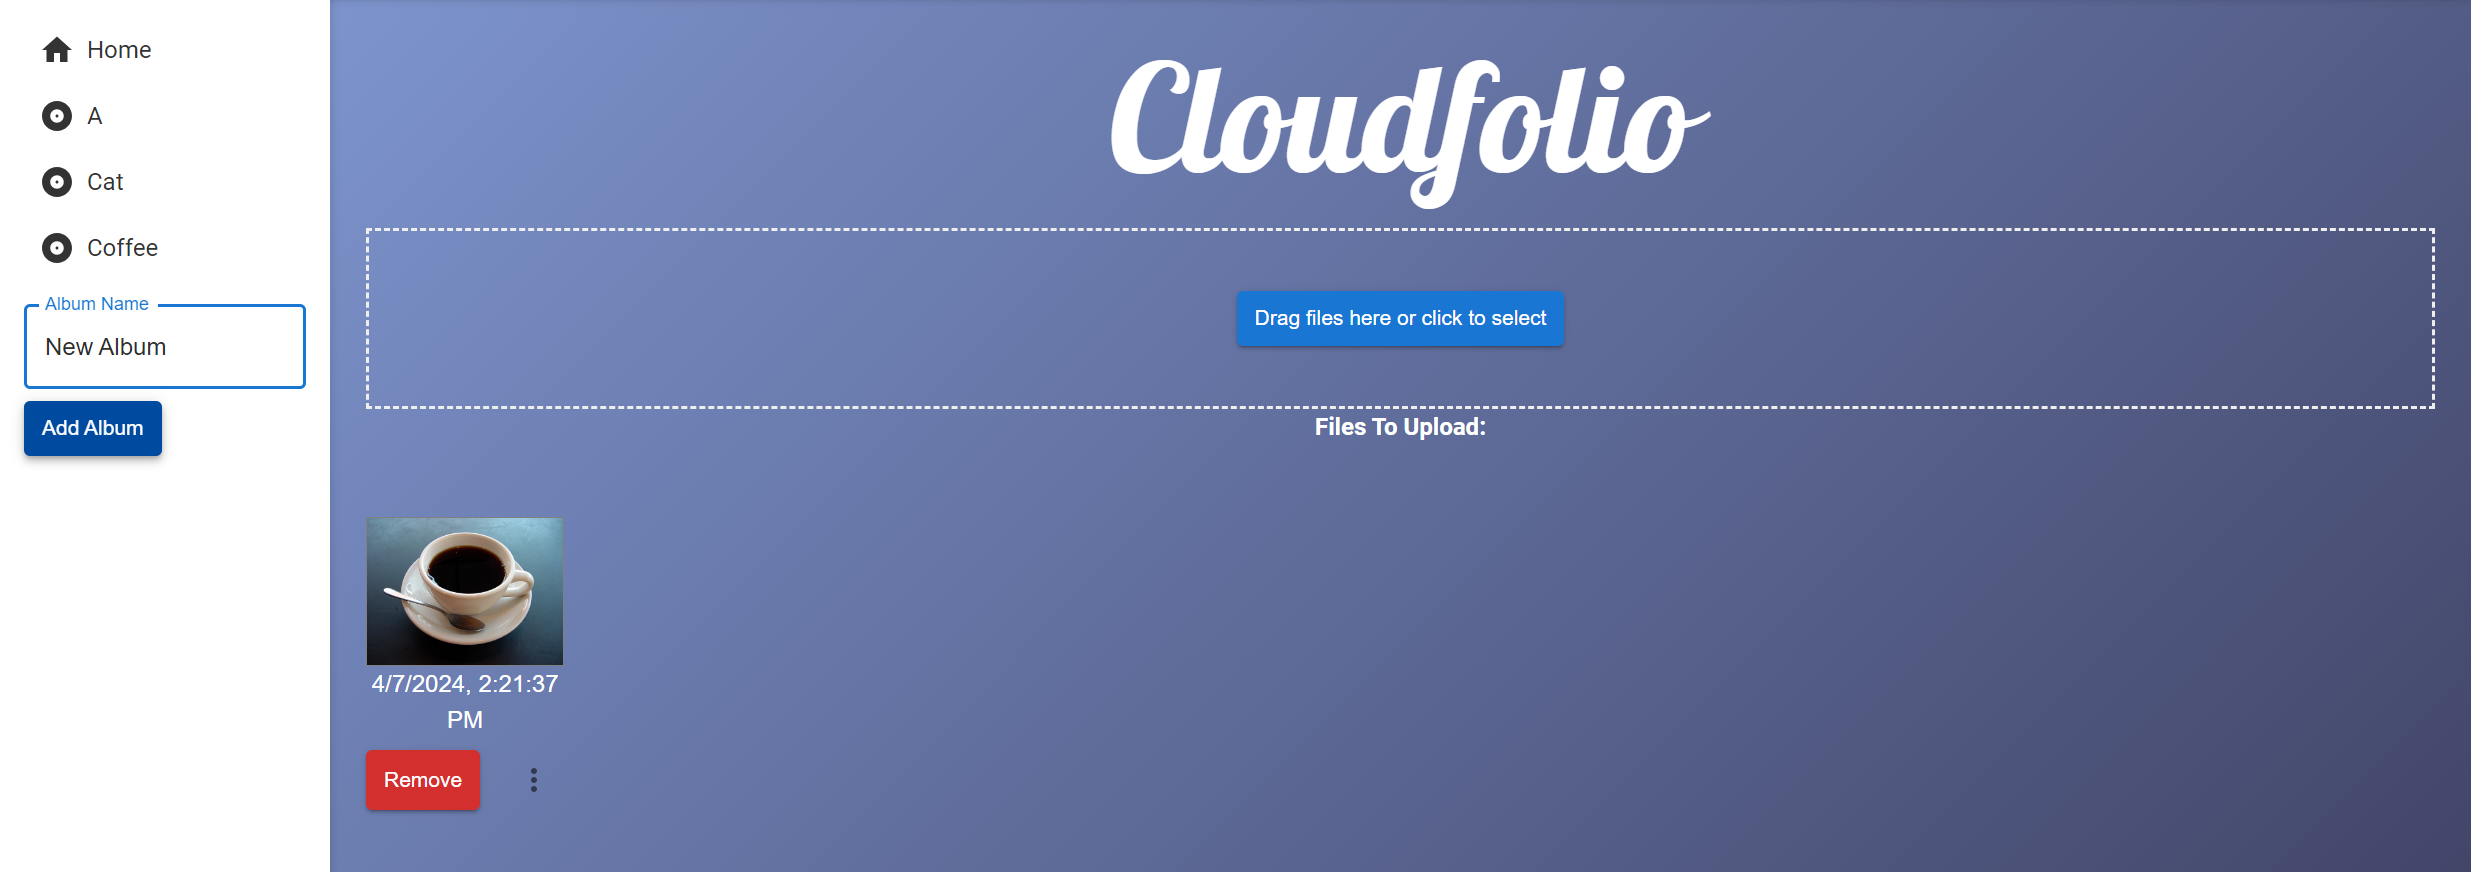 Home
A
Cat
Coffee
Album Name
New Album
Add Album
Cloudfolio
Drag files here or click to select
Files To Upload:
4/7/2024, 2:21:37
PM
Remove